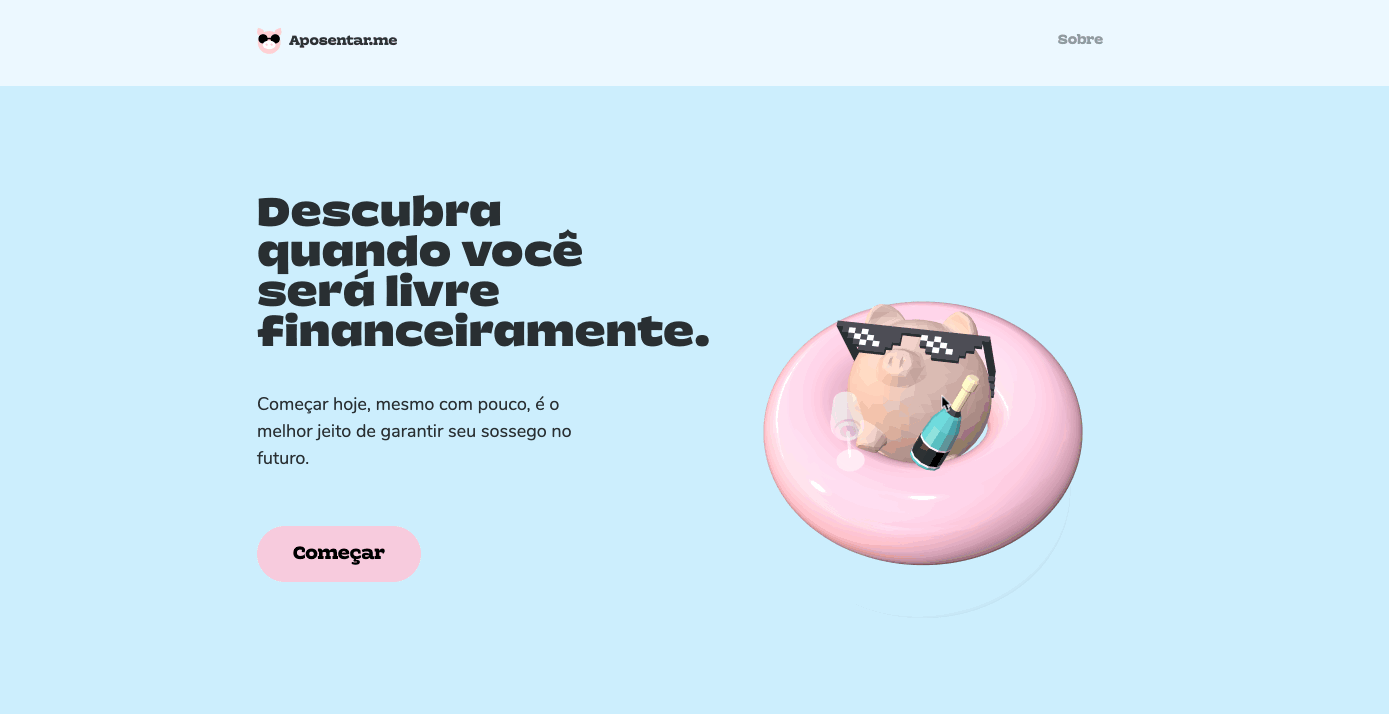 Aposentar.me
Sobre
Descubra
quando você
será livre
financeiramente.
Começar hoje, mesmo com pouco, é o
melhor jeito de garantir seu sossego no
futuro.
Começar